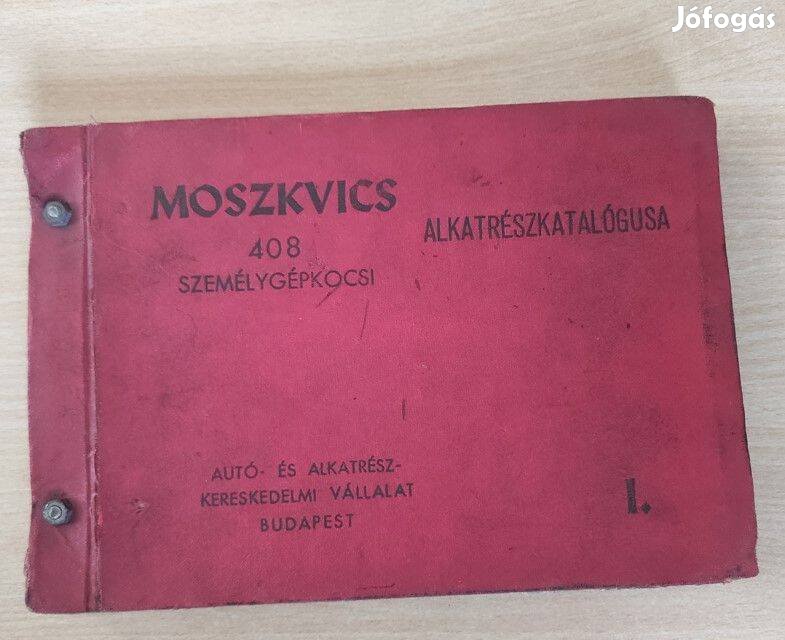 Jófogás
MOSZKVICS
408
SZEMÉLYGÉPKOCSI
ALKATRÉSZKATALÓGUSA
AUTÓ- ÉS ALKATRÉSZ-
KERESKEDELMI VÁLLALAT
BUDAPEST
I.